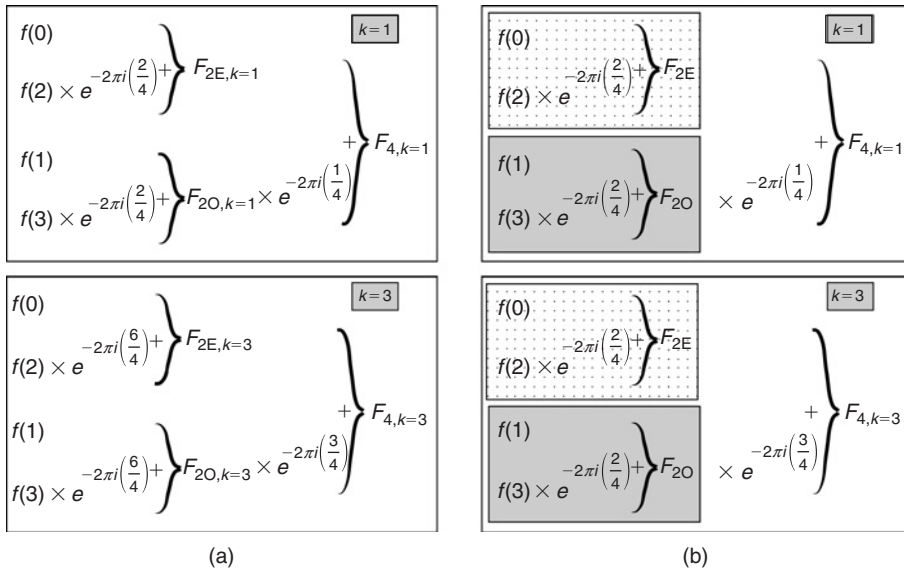 k=1
f(0)
f(2) × e^{-2πi(2/4)} + } F_{2E,k=1}
f(1)
f(3) × e^{-2πi(2/4)} + } F_{2O,k=1} × e^{-2πi(1/4)} + } F_{4,k=1}
k=3
f(0)
f(2) × e^{-2πi(6/4)} + } F_{2E,k=3}
f(1)
f(3) × e^{-2πi(6/4)} + } F_{2O,k=3} × e^{-2πi(3/4)} + } F_{4,k=3}
(a)
k=1
f(0)
f(2) × e^{-2πi(2/4)} + } F_{2E}
f(1)
f(3) × e^{-2πi(2/4)} + } F_{2O} × e^{-2πi(1/4)} + } F_{4,k=1}
k=3
f(0)
f(2) × e^{-2πi(2/4)} + } F_{2E}
f(1)
f(3) × e^{-2πi(2/4)} + } F_{2O} × e^{-2πi(3/4)} + } F_{4,k=3}
(b)